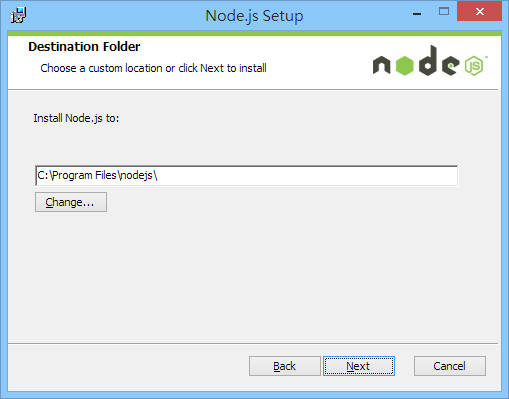 Node.js Setup
Destination Folder
Choose a custom location or click Next to install
node JS
Install Node.js to:
C:\Program Files\nodejs\
Change...
Back
Next
Cancel